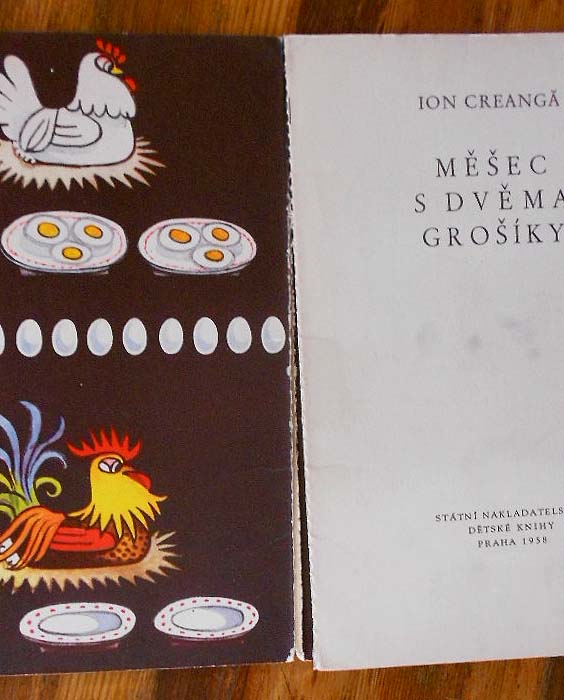 ION CREANGĂ
MĚŠEC
S DVĚMA
GROŠÍKY
STÁTNÍ NAKLADATELS
DĚTSKÉ KNIHY
PRAHA 1958